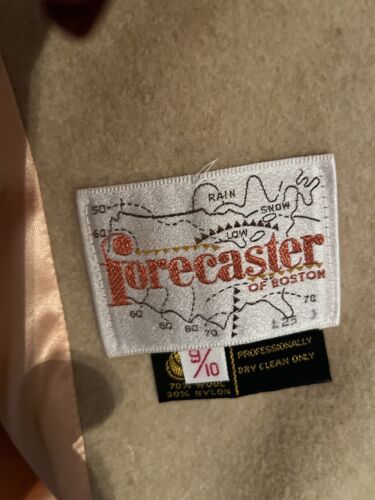 RAIN
50
SNOW
60
LOW
forecaster
OF BOSTON
70
60
60
80
70
9/10
PROFESSIONALLY
DRY CLEAN ONLY
70% WOOL
30% NYLON